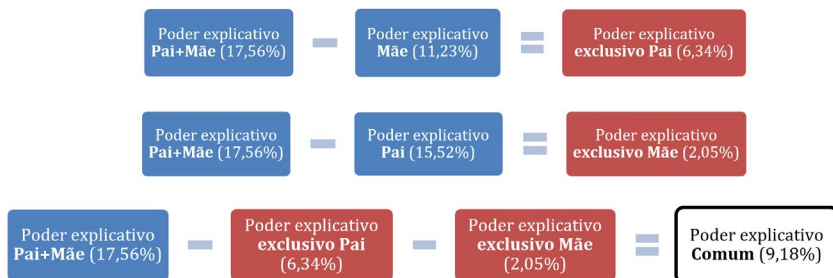 Poder explicativo
Pai+Mãe (17,56%)
Poder explicativo
Mãe (11,23%)
Poder explicativo
exclusivo Pai (6,34%)
Poder explicativo
Pai+Mãe (17,56%)
Poder explicativo
Pai (15,52%)
Poder explicativo
exclusivo Mãe (2,05%)
Poder explicativo
Pai+Mãe (17,56%)
Poder explicativo
exclusivo Pai
(6,34%)
Poder explicativo
exclusivo Mãe
(2,05%)
Poder explicativo
Comum (9,18%)